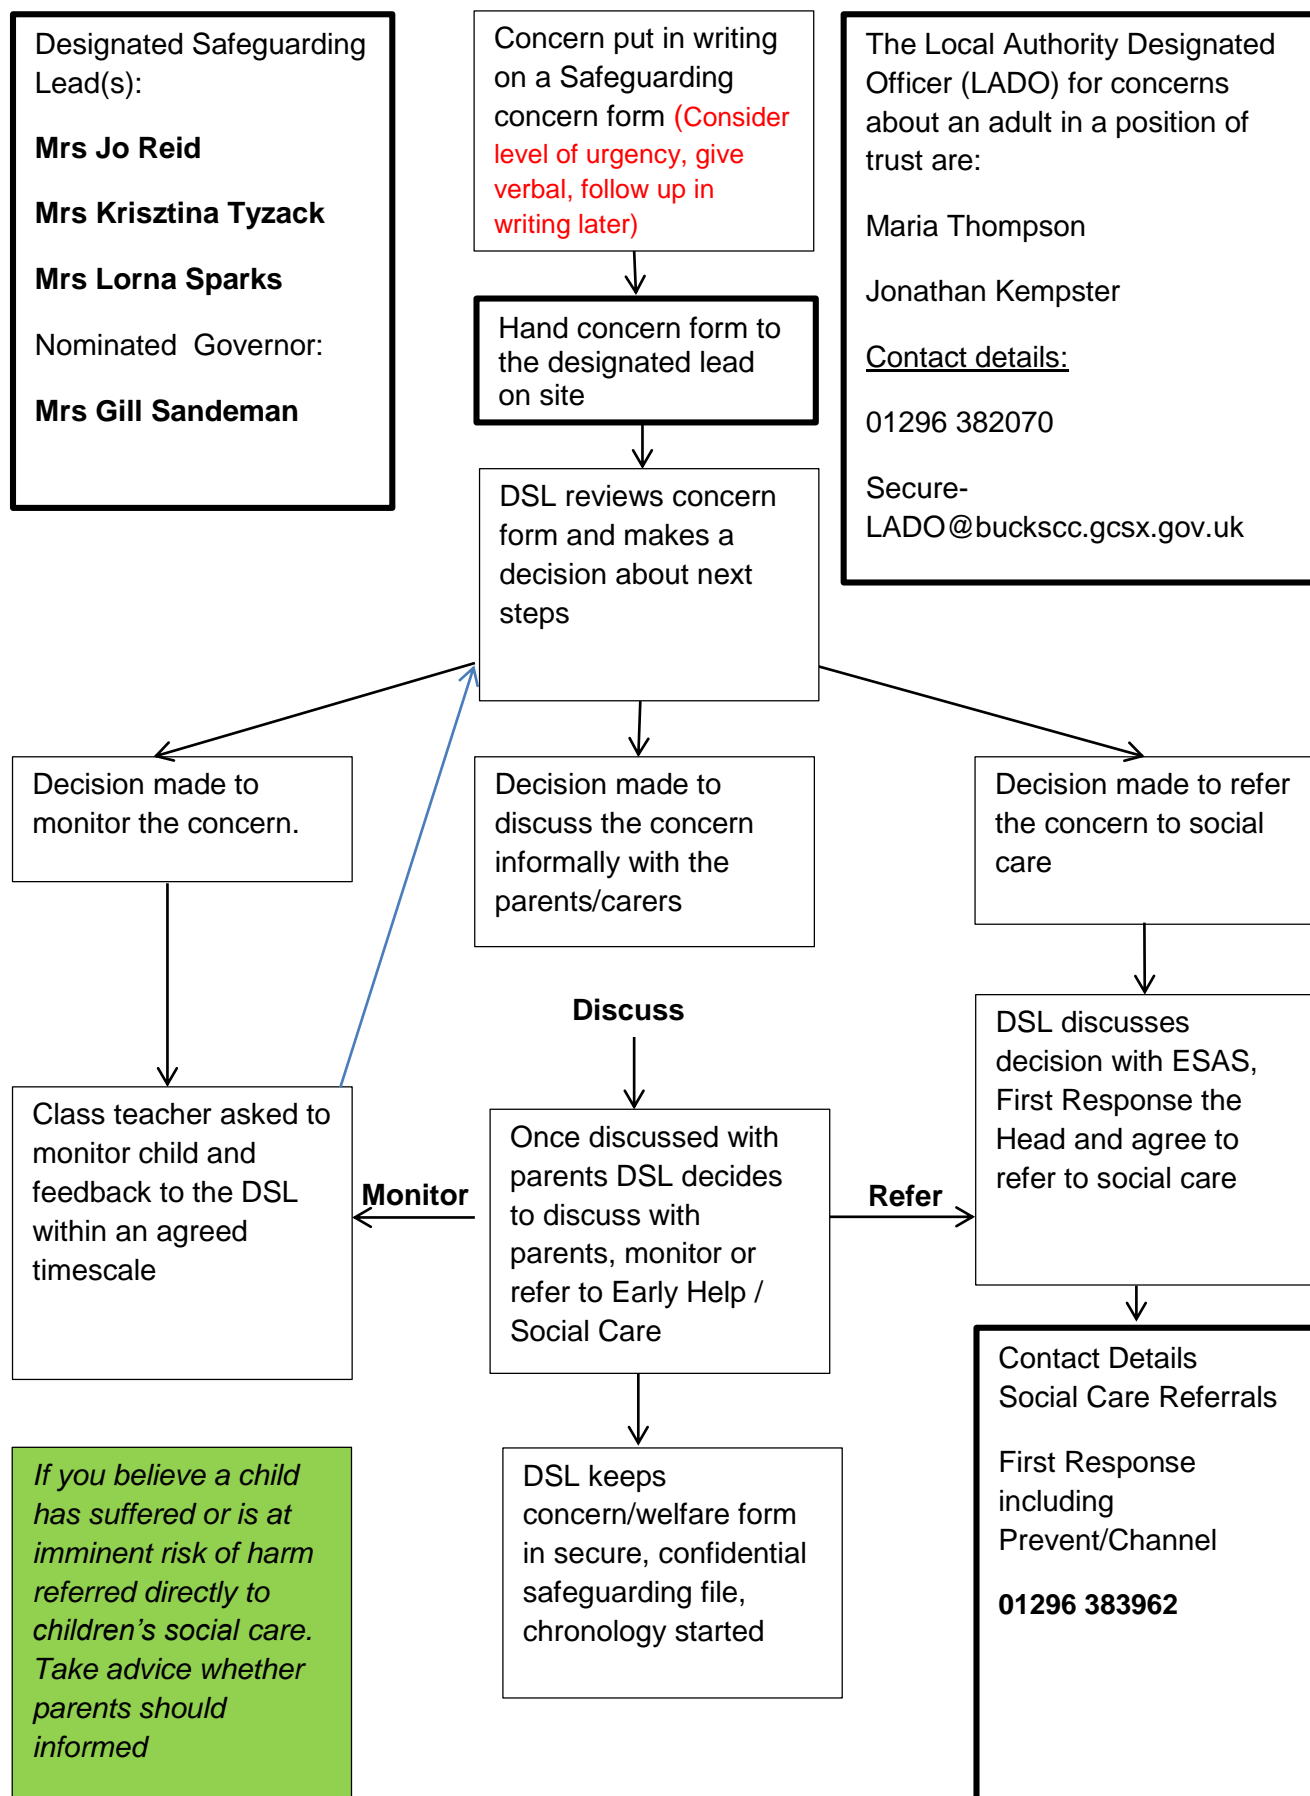 Designated Safeguarding
Lead(s):
Mrs Jo Reid
Mrs Krisztina Tyzack
Mrs Lorna Sparks
Nominated  Governor:
Mrs Gill Sandeman
Concern put in writing
on a Safeguarding
concern form (Consider
level of urgency, give
verbal, follow up in
writing later)
The Local Authority Designated
Officer (LADO) for concerns
about an adult in a position of
trust are:
Maria Thompson
Jonathan Kempster
Contact details:
01296 382070
Secure-
LADO@buckscc.gcsx.gov.uk
Hand concern form to
the designated lead
on site
DSL reviews concern
form and makes a
decision about next
steps
Decision made to
monitor the concern.
Decision made to
discuss the concern
informally with the
parents/carers
Decision made to refer
the concern to social
care
Discuss
Class teacher asked to
monitor child and
feedback to the DSL
within an agreed
timescale
Monitor
Once discussed with
parents DSL decides
to discuss with
parents, monitor or
refer to Early Help /
Social Care
Refer
DSL discusses
decision with ESAS,
First Response the
Head and agree to
refer to social care
If you believe a child
has suffered or is at
imminent risk of harm
referred directly to
children’s social care.
Take advice whether
parents should
informed
DSL keeps
concern/welfare form
in secure, confidential
safeguarding file,
chronology started
Contact Details
Social Care Referrals
First Response
including
Prevent/Channel
01296 383962